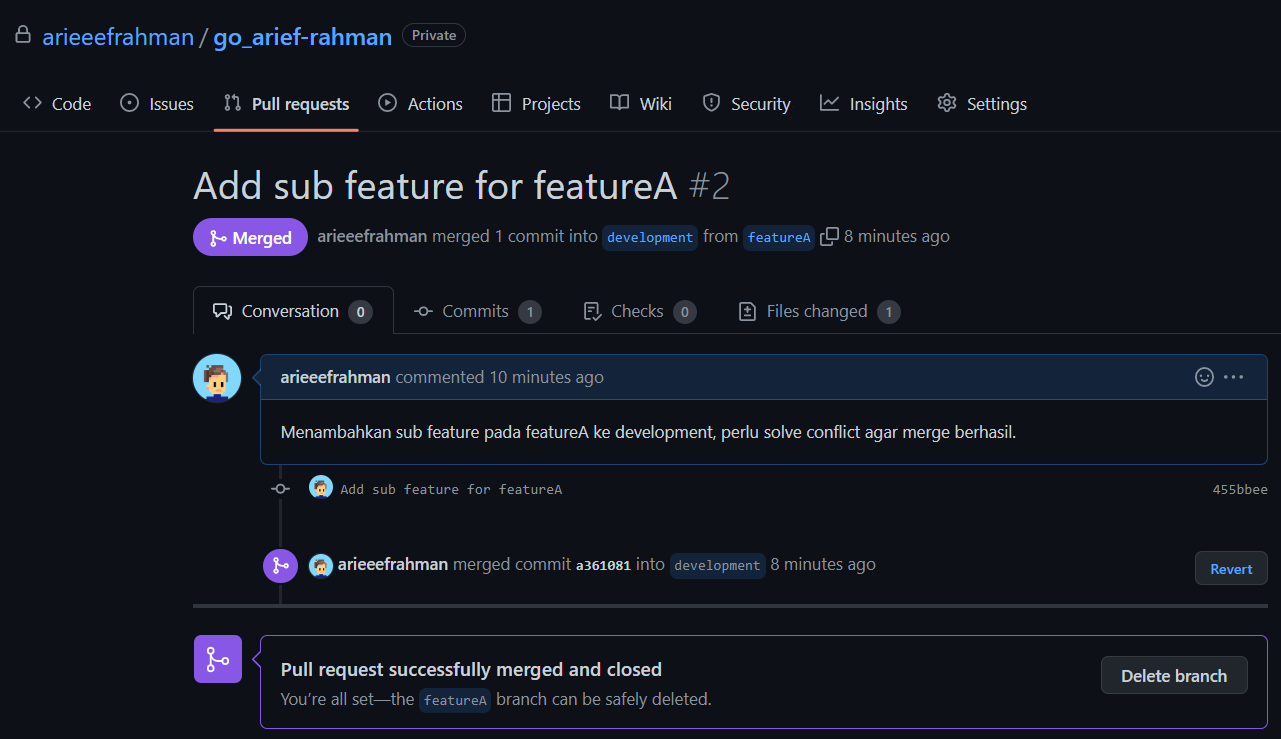 arieeefrahman / go_arief-rahman Private
Code Issues Pull requests Actions Projects Wiki Security Insights Settings
Add sub feature for featureA #2
Merged arieeefrahman merged 1 commit into development from featureA 8 minutes ago
Conversation 0 Commits 1 Checks 0 Files changed 1
arieeefrahman commented 10 minutes ago
Menambahkan sub feature pada featureA ke development, perlu solve conflict agar merge berhasil.
Add sub feature for featureA 455bbee
arieeefrahman merged commit a361081 into development 8 minutes ago Revert
Pull request successfully merged and closed
You’re all set—the featureA branch can be safely deleted.
Delete branch